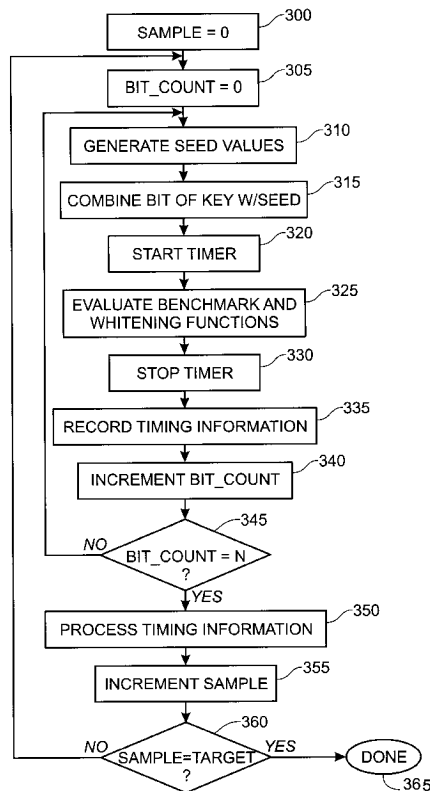 SAMPLE = 0
300
BIT_COUNT = 0
305
GENERATE SEED VALUES
310
COMBINE BIT OF KEY W/SEED
315
START TIMER
320
EVALUATE BENCHMARK AND
WHITENING FUNCTIONS
325
STOP TIMER
330
RECORD TIMING INFORMATION
335
INCREMENT BIT_COUNT
340
345
NO
BIT_COUNT = N
?
YES
PROCESS TIMING INFORMATION
350
INCREMENT SAMPLE
355
360
NO
SAMPLE=TARGET
?
YES
DONE
365